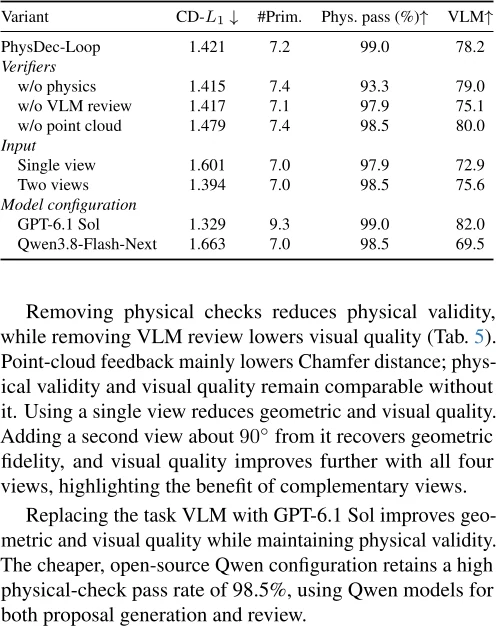 Variant CD-L1 ↓ #Prim. Phys. pass (%)↑ VLM↑
PhysDec-Loop 1.421 7.2 99.0 78.2
Verifiers
w/o physics 1.415 7.4 93.3 79.0
w/o VLM review 1.417 7.1 97.9 75.1
w/o point cloud 1.479 7.4 98.5 80.0
Input
Single view 1.601 7.0 97.9 72.9
Two views 1.394 7.0 98.5 75.6
Model configuration
GPT-6.1 Sol 1.329 9.3 99.0 82.0
Qwen3.8-Flash-Next 1.663 7.0 98.5 69.5
Removing physical checks reduces physical validity,
while removing VLM review lowers visual quality (Tab. 5).
Point-cloud feedback mainly lowers Chamfer distance; phys-
ical validity and visual quality remain comparable without
it. Using a single view reduces geometric and visual quality.
Adding a second view about 90° from it recovers geometric
fidelity, and visual quality improves further with all four
views, highlighting the benefit of complementary views.
Replacing the task VLM with GPT-6.1 Sol improves geo-
metric and visual quality while maintaining physical validity.
The cheaper, open-source Qwen configuration retains a high
physical-check pass rate of 98.5%, using Qwen models for
both proposal generation and review.